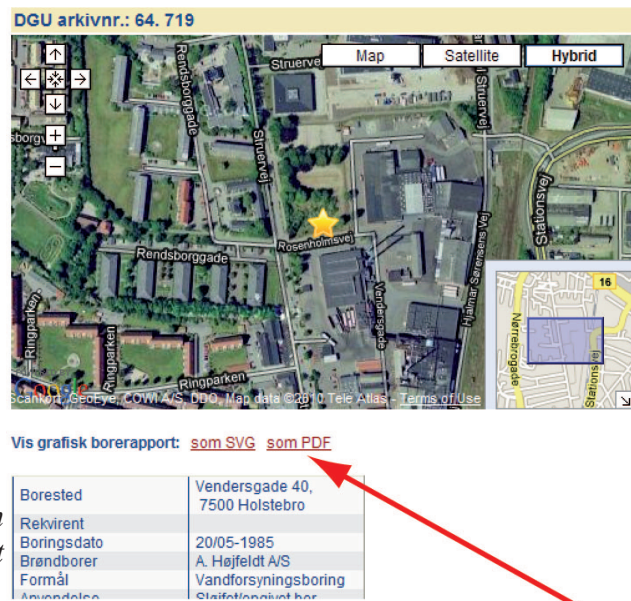 DGU arkivnr.: 64. 719
Map Satellite Hybrid
Rendsborggade
Struervej
Struervej
Stationsvej
Rosenholmsvej
Rendsborggade
Hjalmar Sørensens Vej
Vendersgade
16
Nørrebrogade
Stationsvej
Ringparken
Ringparken
Ringparken
GeoEye, COWI A/S, DDO, Map data ©2010 Tele Atlas - Terms of Use
Vis grafisk borerapport: som SVG som PDF
Borested Vendersgade 40,
7500 Holstebro
Rekvirent
Boringsdato 20/05-1985
Brøndborer A. Højfeldt A/S
Formål Vandforsyningsboring
Anvendelse